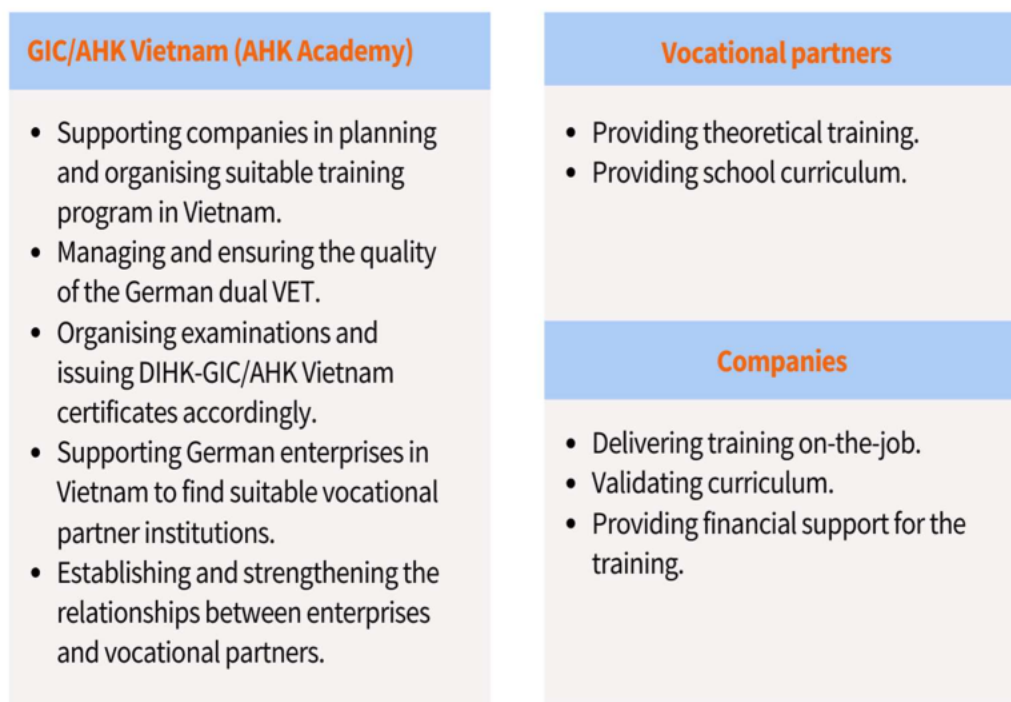 GIC/AHK Vietnam (AHK Academy)
• Supporting companies in planning
and organising suitable training
program in Vietnam.
• Managing and ensuring the quality
of the German dual VET.
• Organising examinations and
issuing DIHK-GIC/AHK Vietnam
certificates accordingly.
• Supporting German enterprises in
Vietnam to find suitable vocational
partner institutions.
• Establishing and strengthening the
relationships between enterprises
and vocational partners.
Vocational partners
• Providing theoretical training.
• Providing school curriculum.
Companies
• Delivering training on-the-job.
• Validating curriculum.
• Providing financial support for the
training.